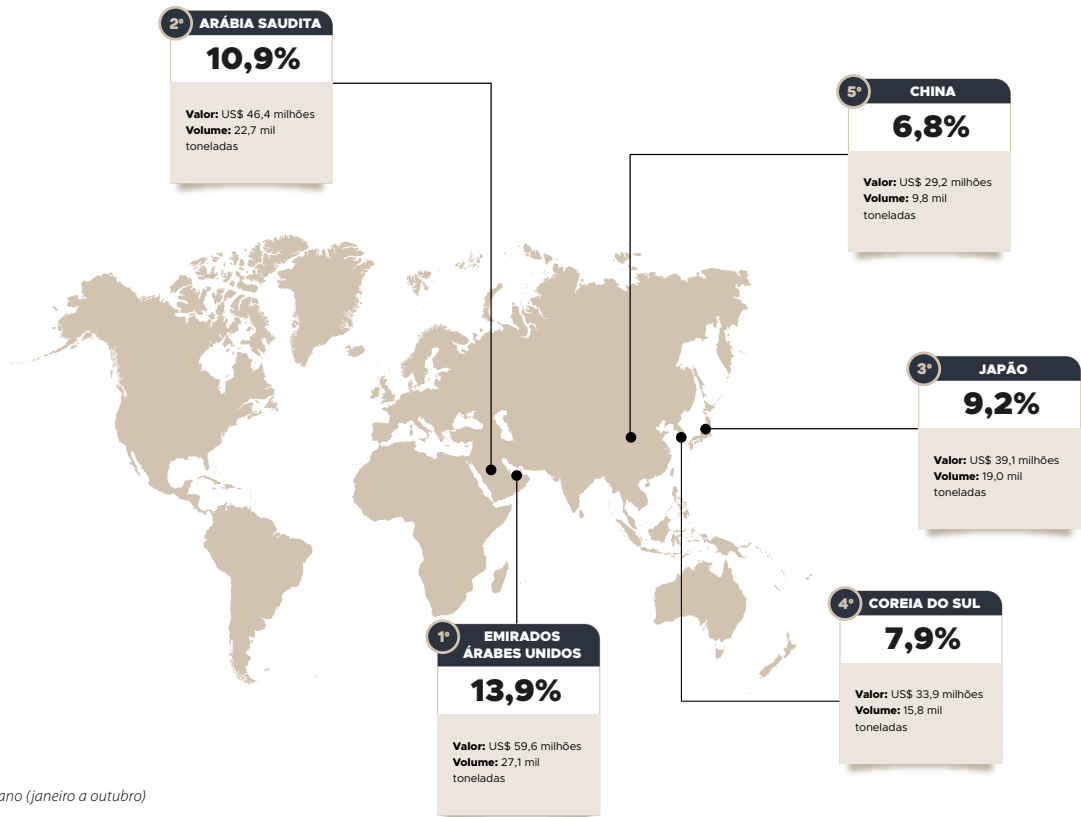 2º ARÁBIA SAUDITA
10,9%
Valor: US$ 46,4 milhões
Volume: 22,7 mil
toneladas
5º CHINA
6,8%
Valor: US$ 29,2 milhões
Volume: 9,8 mil
toneladas
3º JAPÃO
9,2%
Valor: US$ 39,1 milhões
Volume: 19,0 mil
toneladas
4º COREIA DO SUL
7,9%
Valor: US$ 33,9 milhões
Volume: 15,8 mil
toneladas
1º EMIRADOS
ÁRABES UNIDOS
13,9%
Valor: US$ 59,6 milhões
Volume: 27,1 mil
toneladas
ano (janeiro a outubro)